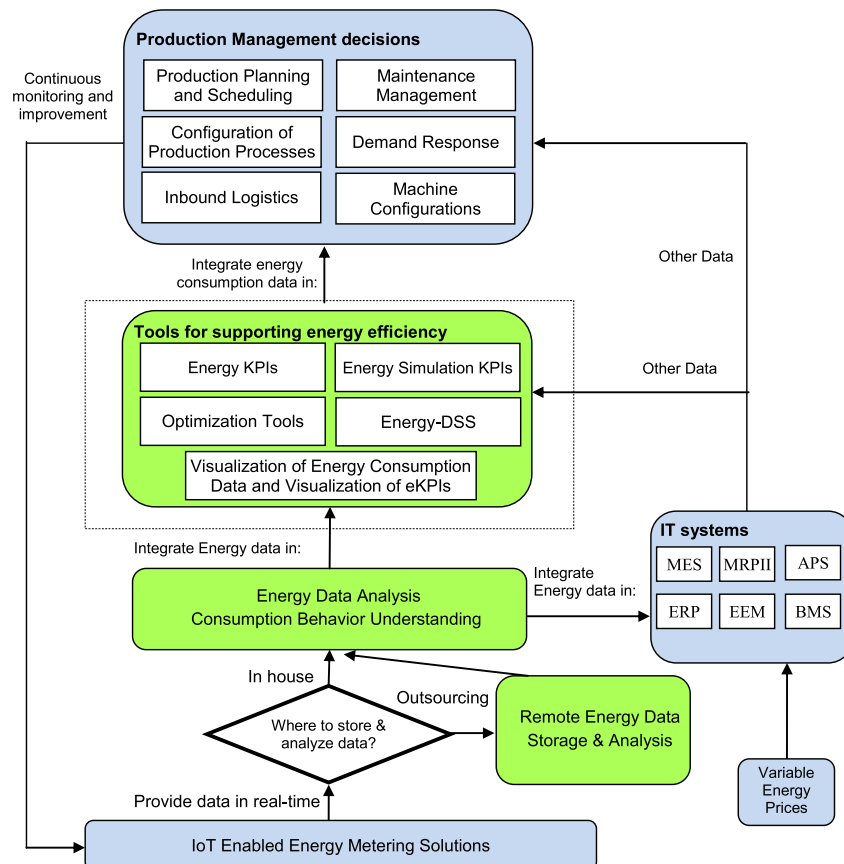 Production Management decisions
Continuous
monitoring and
improvement
Production Planning
and Scheduling
Maintenance
Management
Configuration of
Production Processes
Demand Response
Inbound Logistics
Machine
Configurations
Integrate energy
consumption data in:
Other Data
Tools for supporting energy efficiency
Energy KPIs
Energy Simulation KPIs
Other Data
Optimization Tools
Energy-DSS
Visualization of Energy Consumption
Data and Visualization of eKPIs
Integrate Energy data in:
IT systems
MES
MRPII
APS
ERP
EEM
BMS
Energy Data Analysis
Consumption Behavior Understanding
Integrate
Energy data in:
In house
Outsourcing
Where to store &
analyze data?
Remote Energy Data
Storage & Analysis
Variable
Energy
Prices
Provide data in real-time
IoT Enabled Energy Metering Solutions